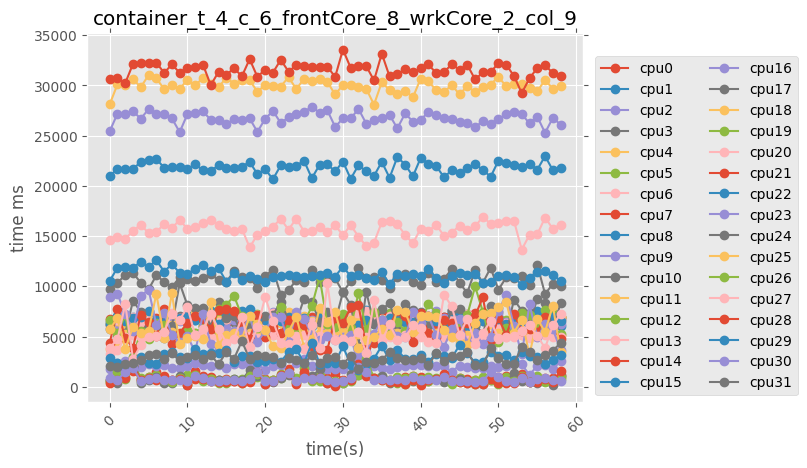 container_t_4_c_6_frontCore_8_wrkCore_2_col_9
35000
30000
25000
20000
15000
10000
5000
0
time ms
0
10
20
30
40
50
60
time(s)
cpu0
cpu1
cpu2
cpu3
cpu4
cpu5
cpu6
cpu7
cpu8
cpu9
cpu10
cpu11
cpu12
cpu13
cpu14
cpu15
cpu16
cpu17
cpu18
cpu19
cpu20
cpu21
cpu22
cpu23
cpu24
cpu25
cpu26
cpu27
cpu28
cpu29
cpu30
cpu31